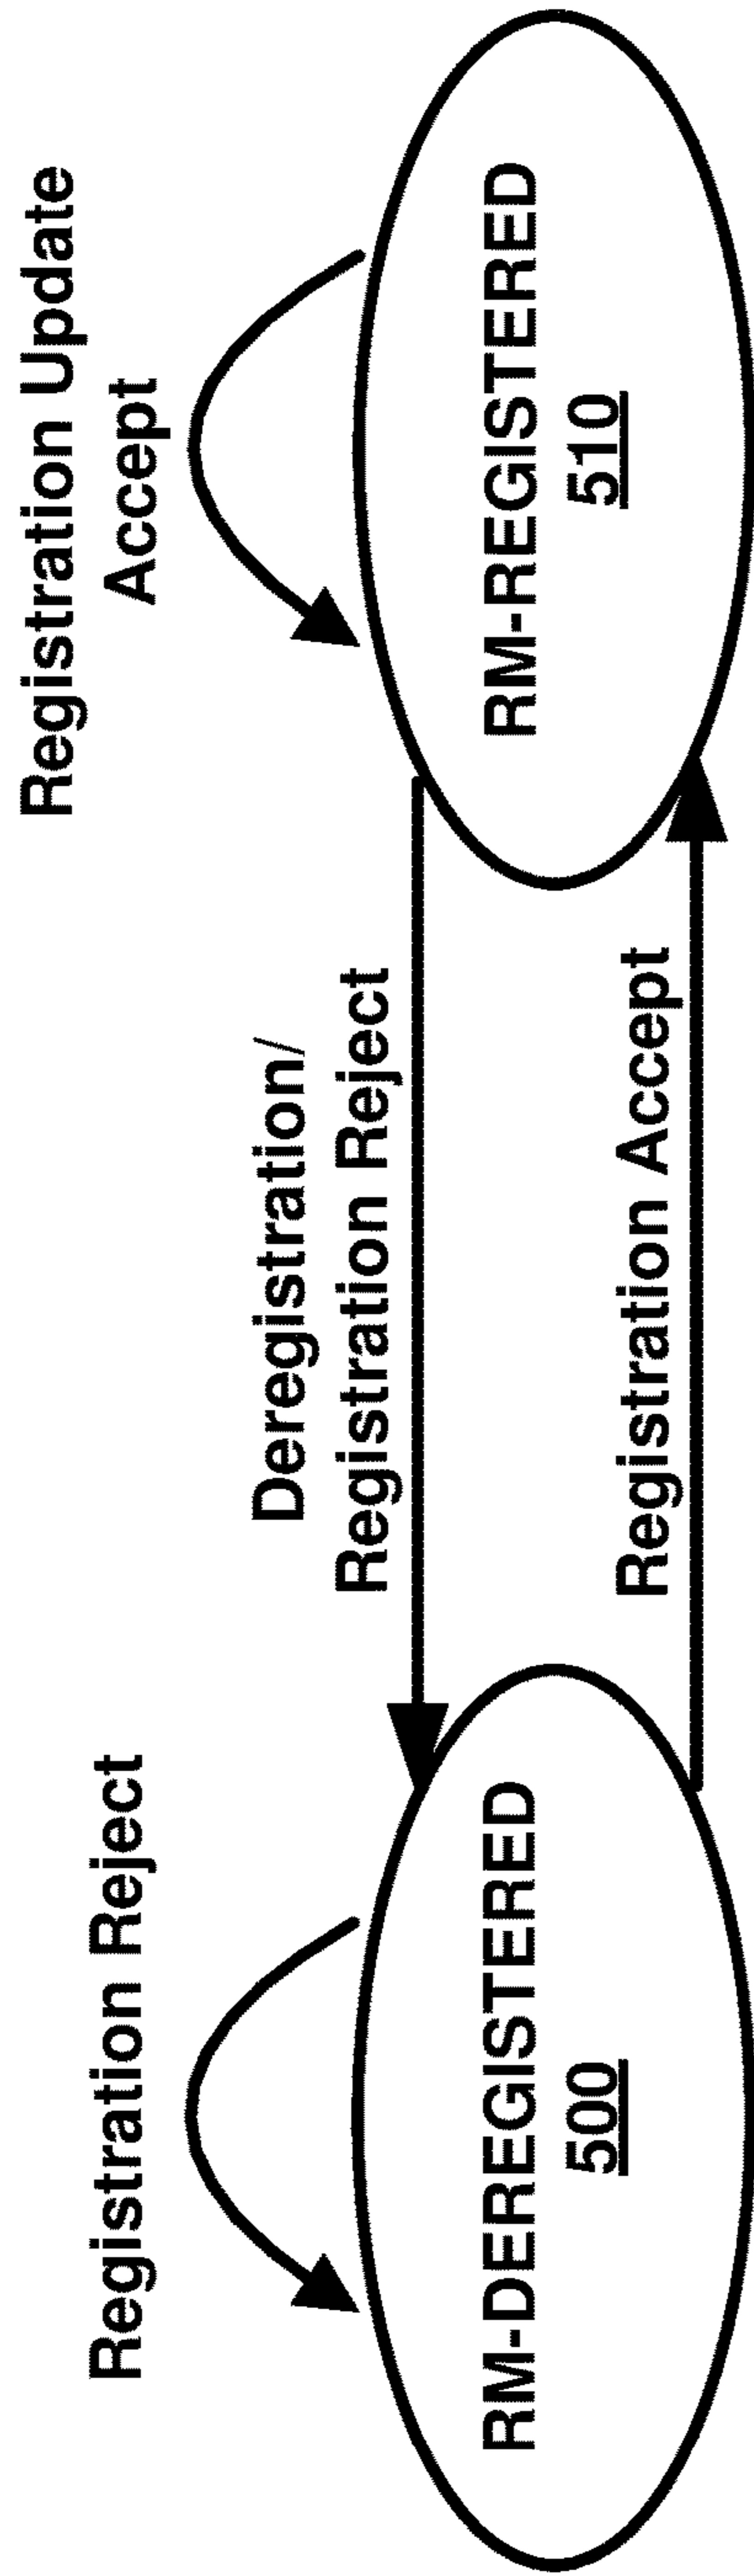 Registration Reject
Registration Update
Accept
Deregistration/
Registration Reject
RM-DEREGISTERED
500
RM-REGISTERED
510
Registration Accept